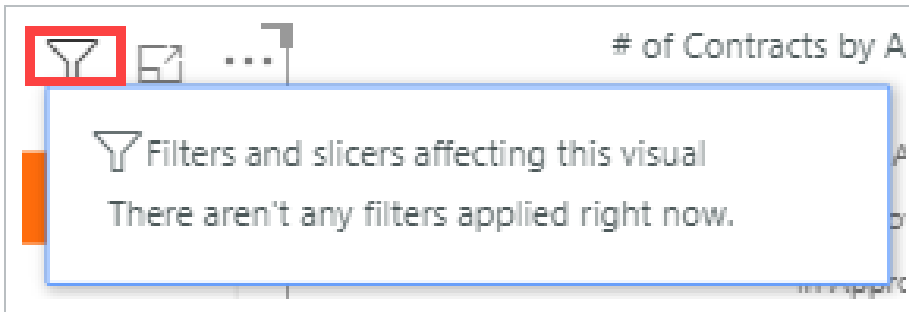 # of Contracts by A
Filters and slicers affecting this visual
There aren't any filters applied right now.